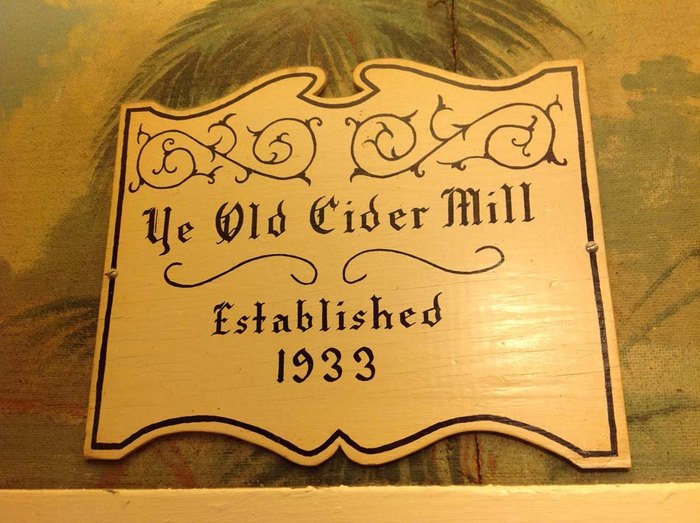 Ye Old Cider Mill
Established
1933